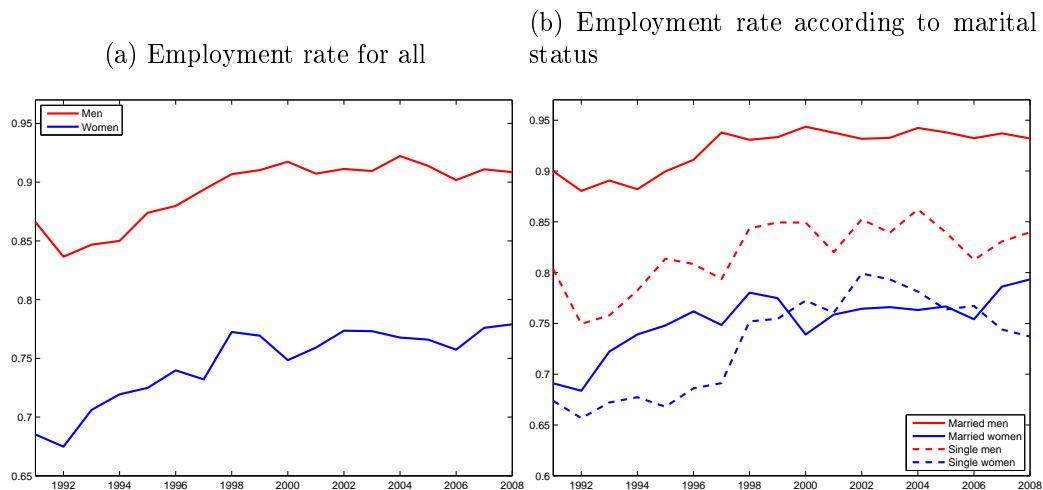 (a) Employment rate for all
(b) Employment rate according to marital
status
Men
Women
0.95
0.9
0.85
0.8
0.75
0.7
0.65
1992 1994 1996 1998 2000 2002 2004 2006 2008
0.95
0.9
0.85
0.8
0.75
0.7
0.65
0.6
Married men
Married women
Single men
Single women
1992 1994 1996 1998 2000 2002 2004 2006 2008